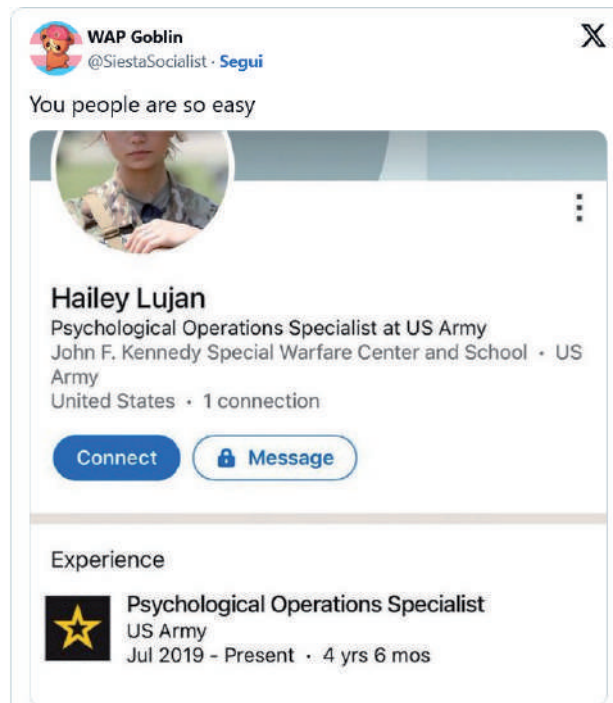 WAP Goblin
@SiestaSocialist · Segui
You people are so easy
Hailey Lujan
Psychological Operations Specialist at US Army
John F. Kennedy Special Warfare Center and School · US
Army
United States · 1 connection
Connect
Message
Experience
Psychological Operations Specialist
US Army
Jul 2019 - Present · 4 yrs 6 mos